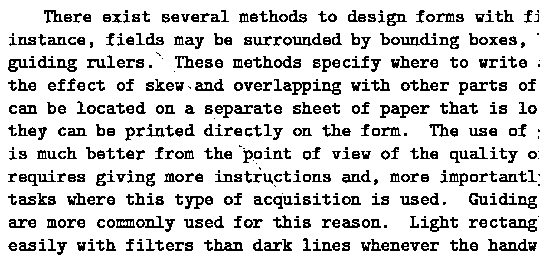 There exist several methods to design forms with fi
instance, fields may be surrounded by bounding boxes,
guiding rulers. These methods specify where to write
the effect of skew and overlapping with other parts of
can be located on a separate sheet of paper that is lo
they can be printed directly on the form. The use of
is much better from the point of view of the quality o
requires giving more instructions and, more importantly
tasks where this type of acquisition is used. Guiding
are more commonly used for this reason. Light rectang
easily with filters than dark lines whenever the handw